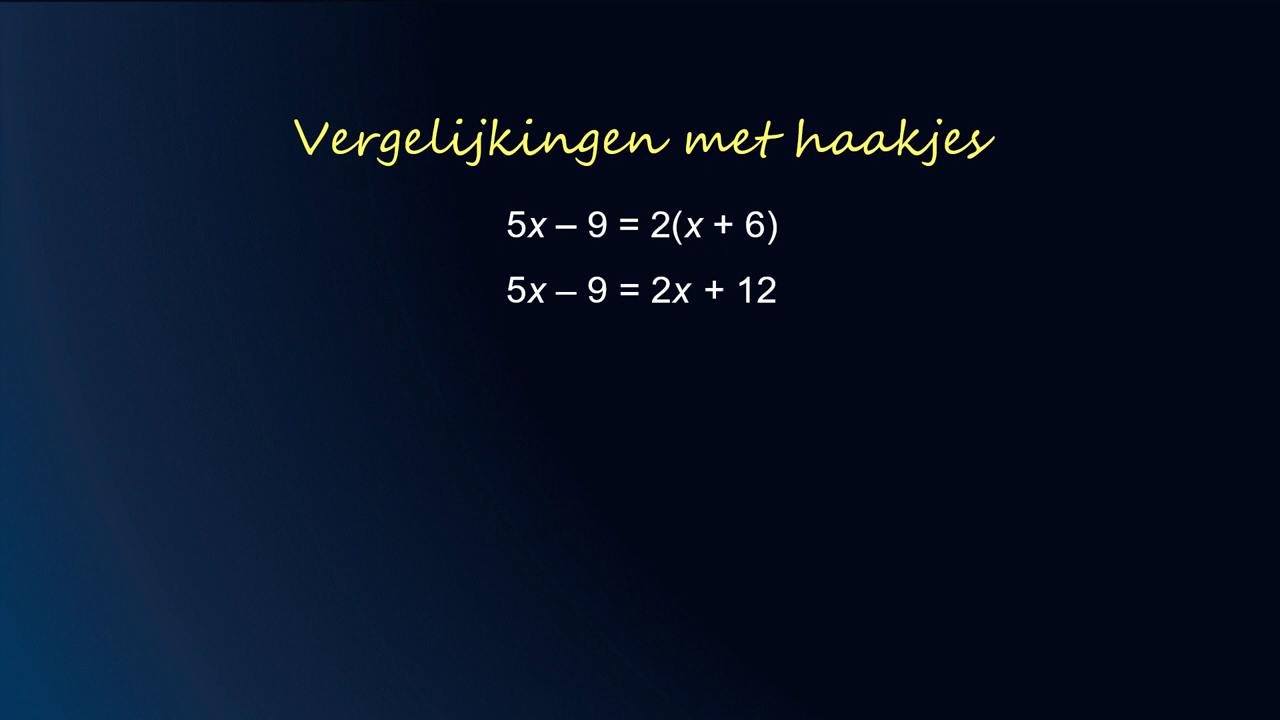 Vergelijkingen met haakjes
5x – 9 = 2(x + 6)
5x – 9 = 2x + 12